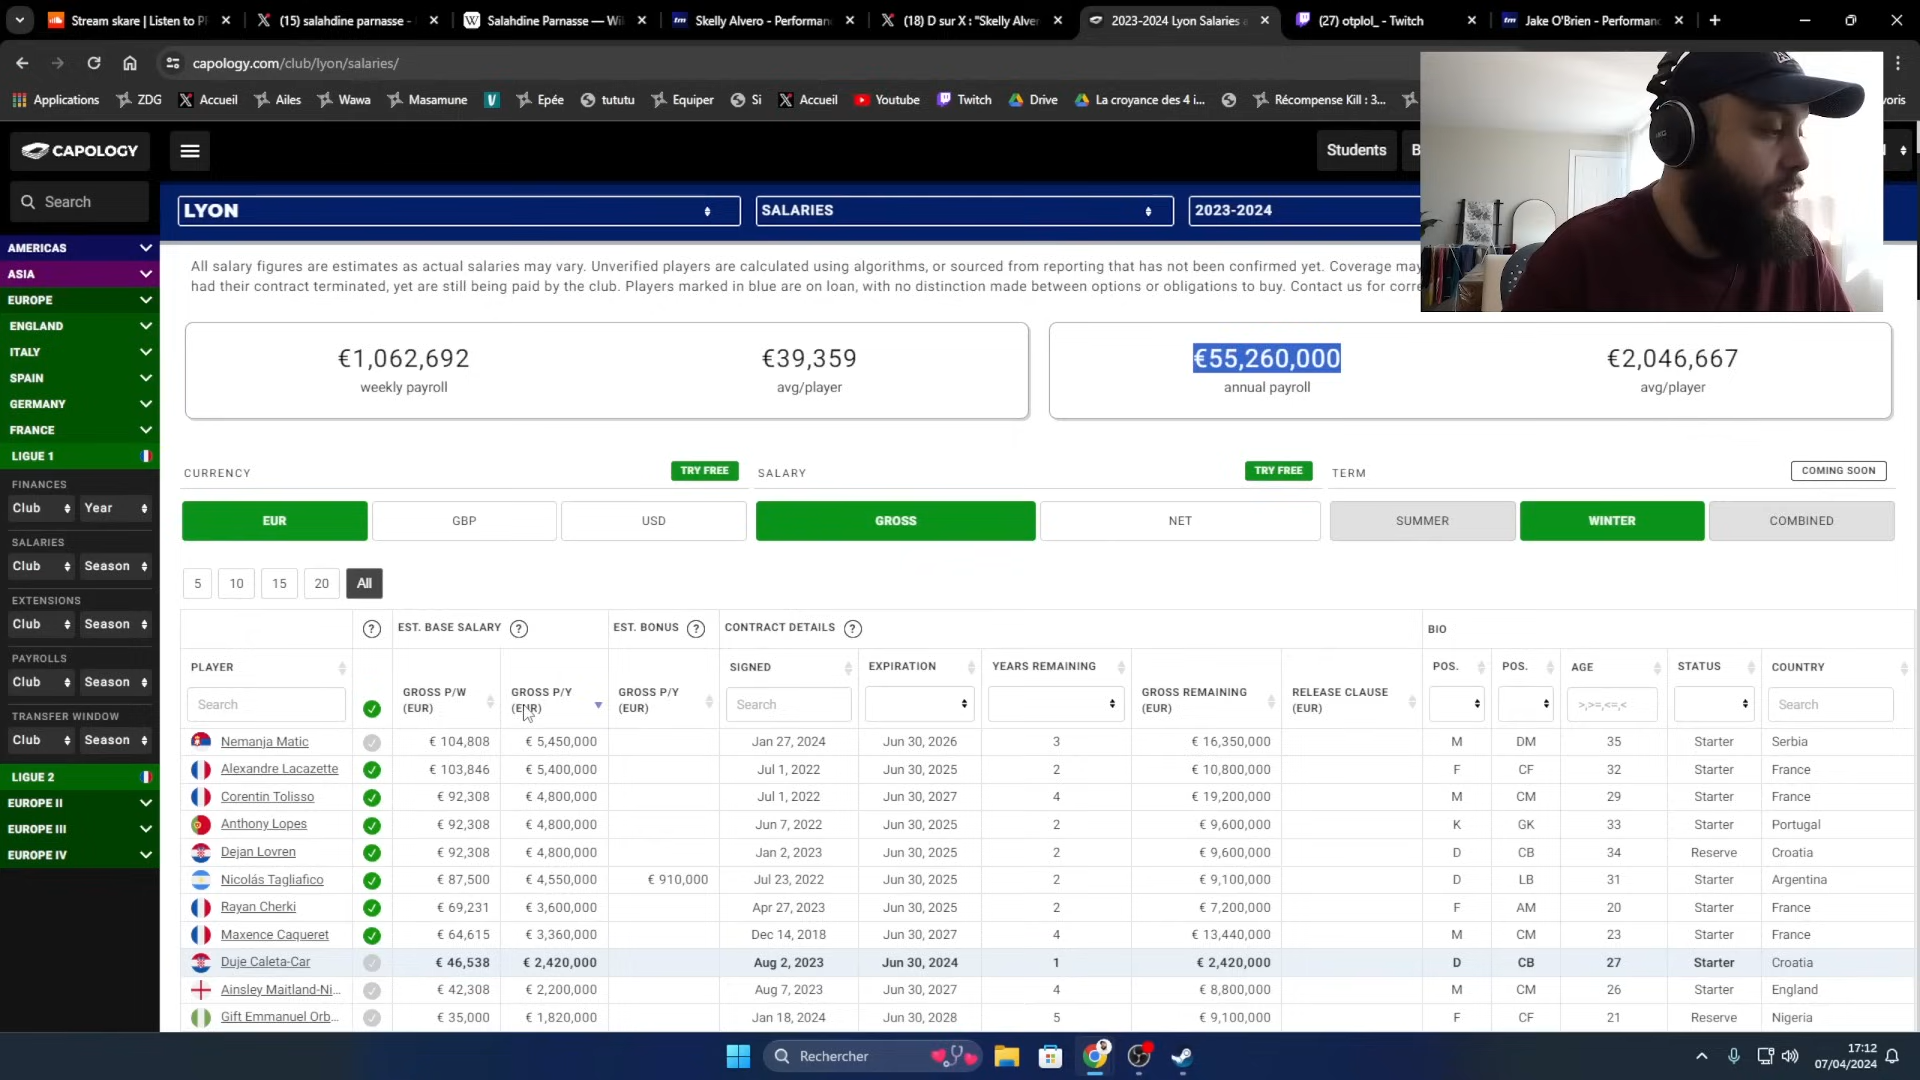 Stream skare | Listen to Pl
(15) salahdine parnasse -
Salahdine Parnasse — Wi
Skelly Alvero - Performan
(18) D sur X : "Skelly Alver
2023-2024 Lyon Salaries a
(27) otplol_ - Twitch
Jake O'Brien - Performanc
capology.com/club/lyon/salaries/
Applications ZDG Accueil Ailes Wawa Masamune Epée tututu Equiper Si Accueil Youtube Twitch Drive La croyance des 4 i... Récompense Kill : 3...
CAPOLOGY
Students
Search
LYON SALARIES 2023-2024
AMERICAS
ASIA
EUROPE
ENGLAND
ITALY
SPAIN
GERMANY
FRANCE
LIGUE 1
FINANCES
Club Year
SALARIES
Club Season
EXTENSIONS
Club Season
PAYROLLS
Club Season
TRANSFER WINDOW
Club Season
LIGUE 2
EUROPE II
EUROPE III
EUROPE IV
All salary figures are estimates as actual salaries may vary. Unverified players are calculated using algorithms, or sourced from reporting that has not been confirmed yet. Coverage may
had their contract terminated, yet are still being paid by the club. Players marked in blue are on loan, with no distinction made between options or obligations to buy. Contact us for corre
€1,062,692 €39,359 €55,260,000 €2,046,667
weekly payroll avg/player annual payroll avg/player
CURRENCY TRY FREE SALARY TRY FREE TERM COMING SOON
EUR GBP USD GROSS NET SUMMER WINTER COMBINED
5 10 15 20 All
EST. BASE SALARY ? EST. BONUS ? CONTRACT DETAILS ? BIO
PLAYER GROSS P/W (EUR) GROSS P/Y (EUR) GROSS P/Y (EUR) SIGNED EXPIRATION YEARS REMAINING GROSS REMAINING (EUR) RELEASE CLAUSE (EUR) POS. POS. AGE STATUS COUNTRY
Search Search >,>=,<=,< Search
Nemanja Matic € 104,808 € 5,450,000 Jan 27, 2024 Jun 30, 2026 3 € 16,350,000 M DM 35 Starter Serbia
Alexandre Lacazette € 103,846 € 5,400,000 Jul 1, 2022 Jun 30, 2025 2 € 10,800,000 F CF 32 Starter France
Corentin Tolisso € 92,308 € 4,800,000 Jul 1, 2022 Jun 30, 2027 4 € 19,200,000 M CM 29 Starter France
Anthony Lopes € 92,308 € 4,800,000 Jun 7, 2022 Jun 30, 2025 2 € 9,600,000 K GK 33 Starter Portugal
Dejan Lovren € 92,308 € 4,800,000 Jan 2, 2023 Jun 30, 2025 2 € 9,600,000 D CB 34 Reserve Croatia
Nicolás Tagliafico € 87,500 € 4,550,000 € 910,000 Jul 23, 2022 Jun 30, 2025 2 € 9,100,000 D LB 31 Starter Argentina
Rayan Cherki € 69,231 € 3,600,000 Apr 27, 2023 Jun 30, 2025 2 € 7,200,000 F AM 20 Starter France
Maxence Caqueret € 64,615 € 3,360,000 Dec 14, 2018 Jun 30, 2027 4 € 13,440,000 M CM 23 Starter France
Duje Caleta-Car € 46,538 € 2,420,000 Aug 2, 2023 Jun 30, 2024 1 € 2,420,000 D CB 27 Starter Croatia
Ainsley Maitland-Ni... € 42,308 € 2,200,000 Aug 7, 2023 Jun 30, 2027 4 € 8,800,000 M CM 26 Starter England
Gift Emmanuel Orb... € 35,000 € 1,820,000 Jan 18, 2024 Jun 30, 2028 5 € 9,100,000 F CF 21 Reserve Nigeria
Rechercher
17:12
07/04/2024